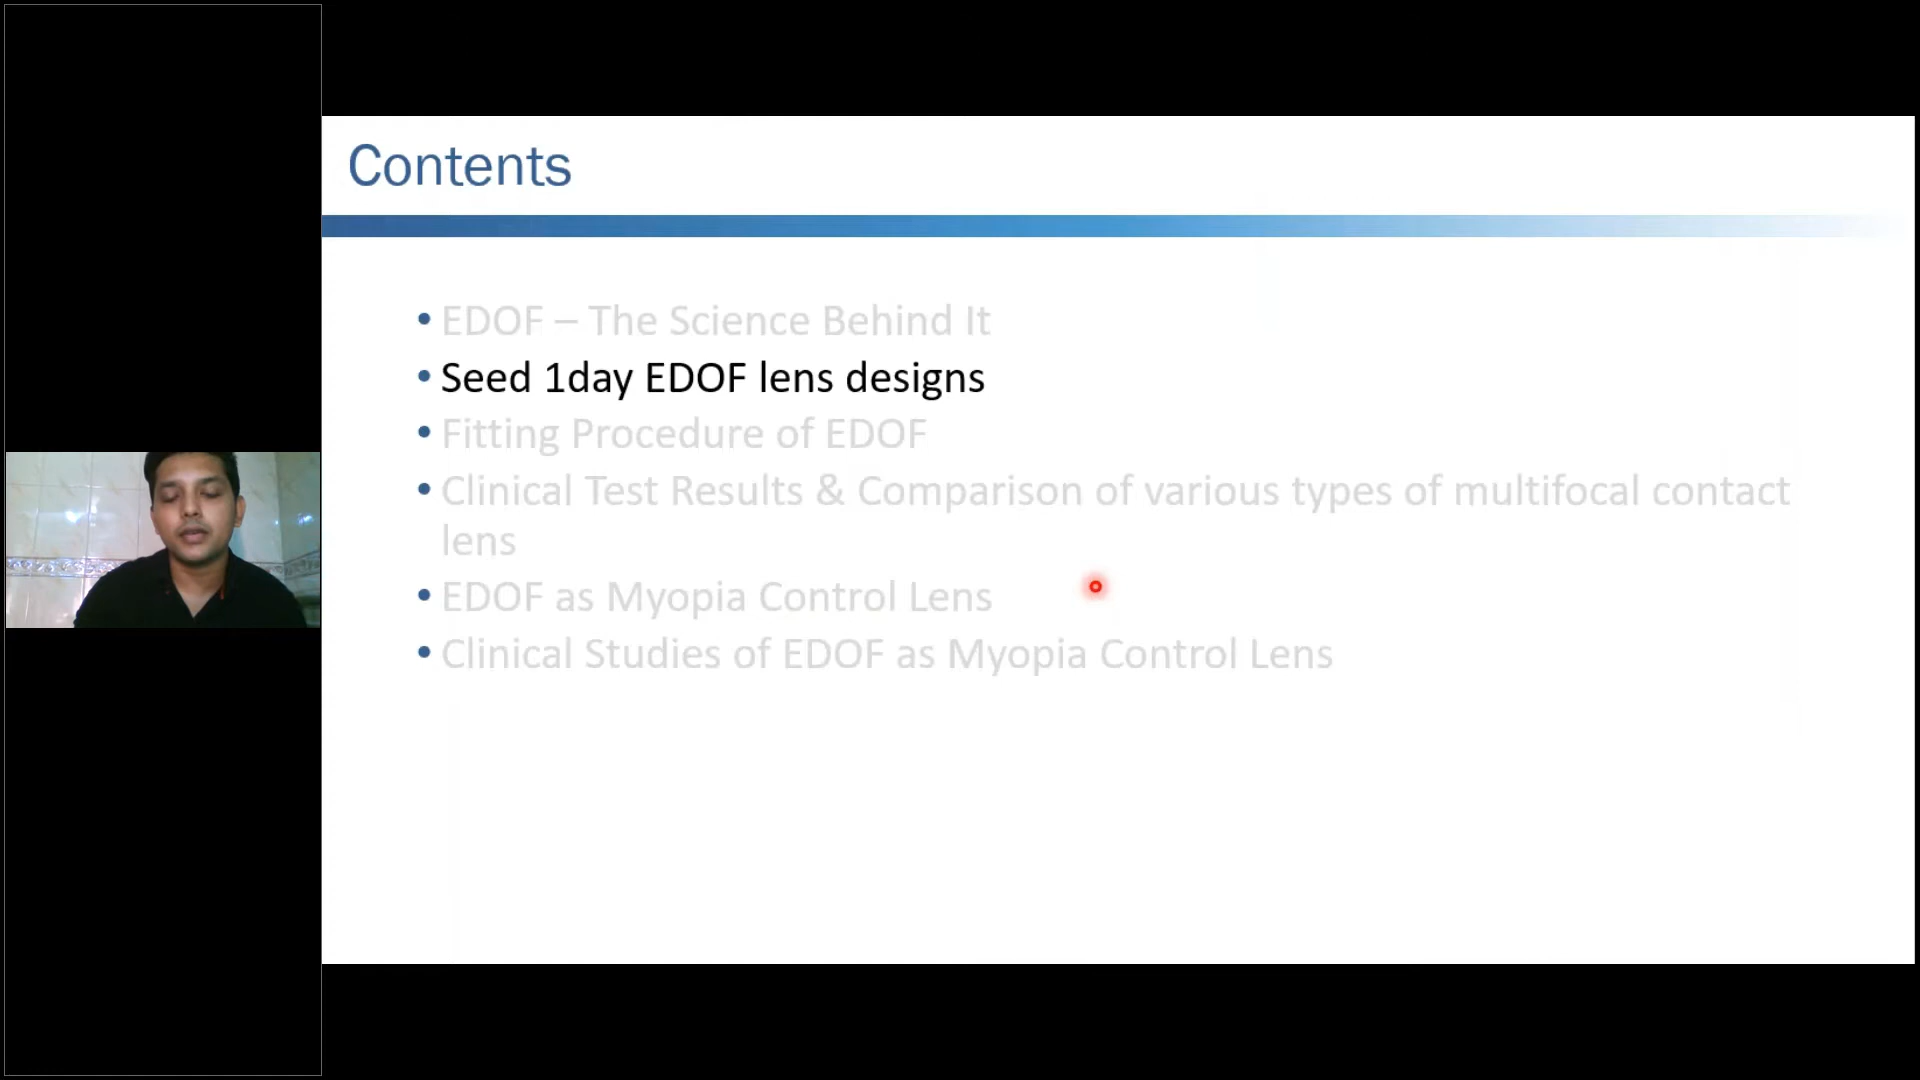 Contents
• EDOF – The Science Behind It
• Seed 1day EDOF lens designs
• Fitting Procedure of EDOF
• Clinical Test Results & Comparison of various types of multifocal contact
lens
• EDOF as Myopia Control Lens
• Clinical Studies of EDOF as Myopia Control Lens